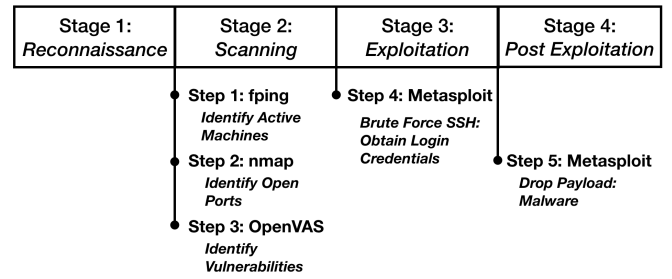 Stage 1:
Reconnaissance
Stage 2:
Scanning
Stage 3:
Exploitation
Stage 4:
Post Exploitation
Step 1: fping
Identify Active
Machines
Step 2: nmap
Identify Open
Ports
Step 3: OpenVAS
Identify
Vulnerabilities
Step 4: Metasploit
Brute Force SSH:
Obtain Login
Credentials
Step 5: Metasploit
Drop Payload:
Malware